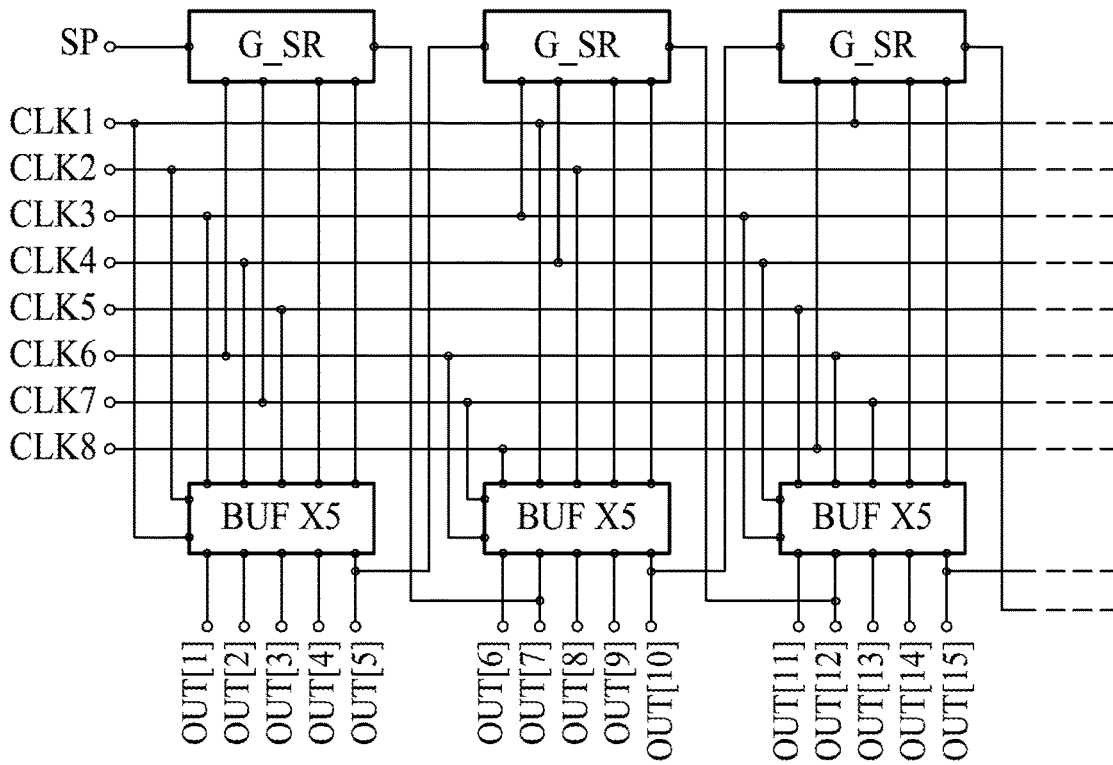 SP G_SR G_SR G_SR
CLK1
CLK2
CLK3
CLK4
CLK5
CLK6
CLK7
CLK8
BUF X5 BUF X5 BUF X5
OUT[1]
OUT[2]
OUT[3]
OUT[4]
OUT[5]
OUT[6]
OUT[7]
OUT[8]
OUT[9]
OUT[10]
OUT[11]
OUT[12]
OUT[13]
OUT[14]
OUT[15]